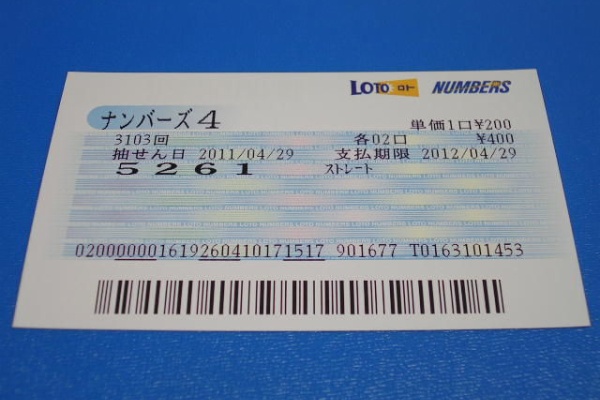 LOTO ロト NUMBERS
ナンバーズ4 単価1口¥200
3103回 各02口 ¥400
抽せん日 2011/04/29 支払期限 2012/04/29
5261 ストレート
02000000161926041017​1517 901677 T0163101453